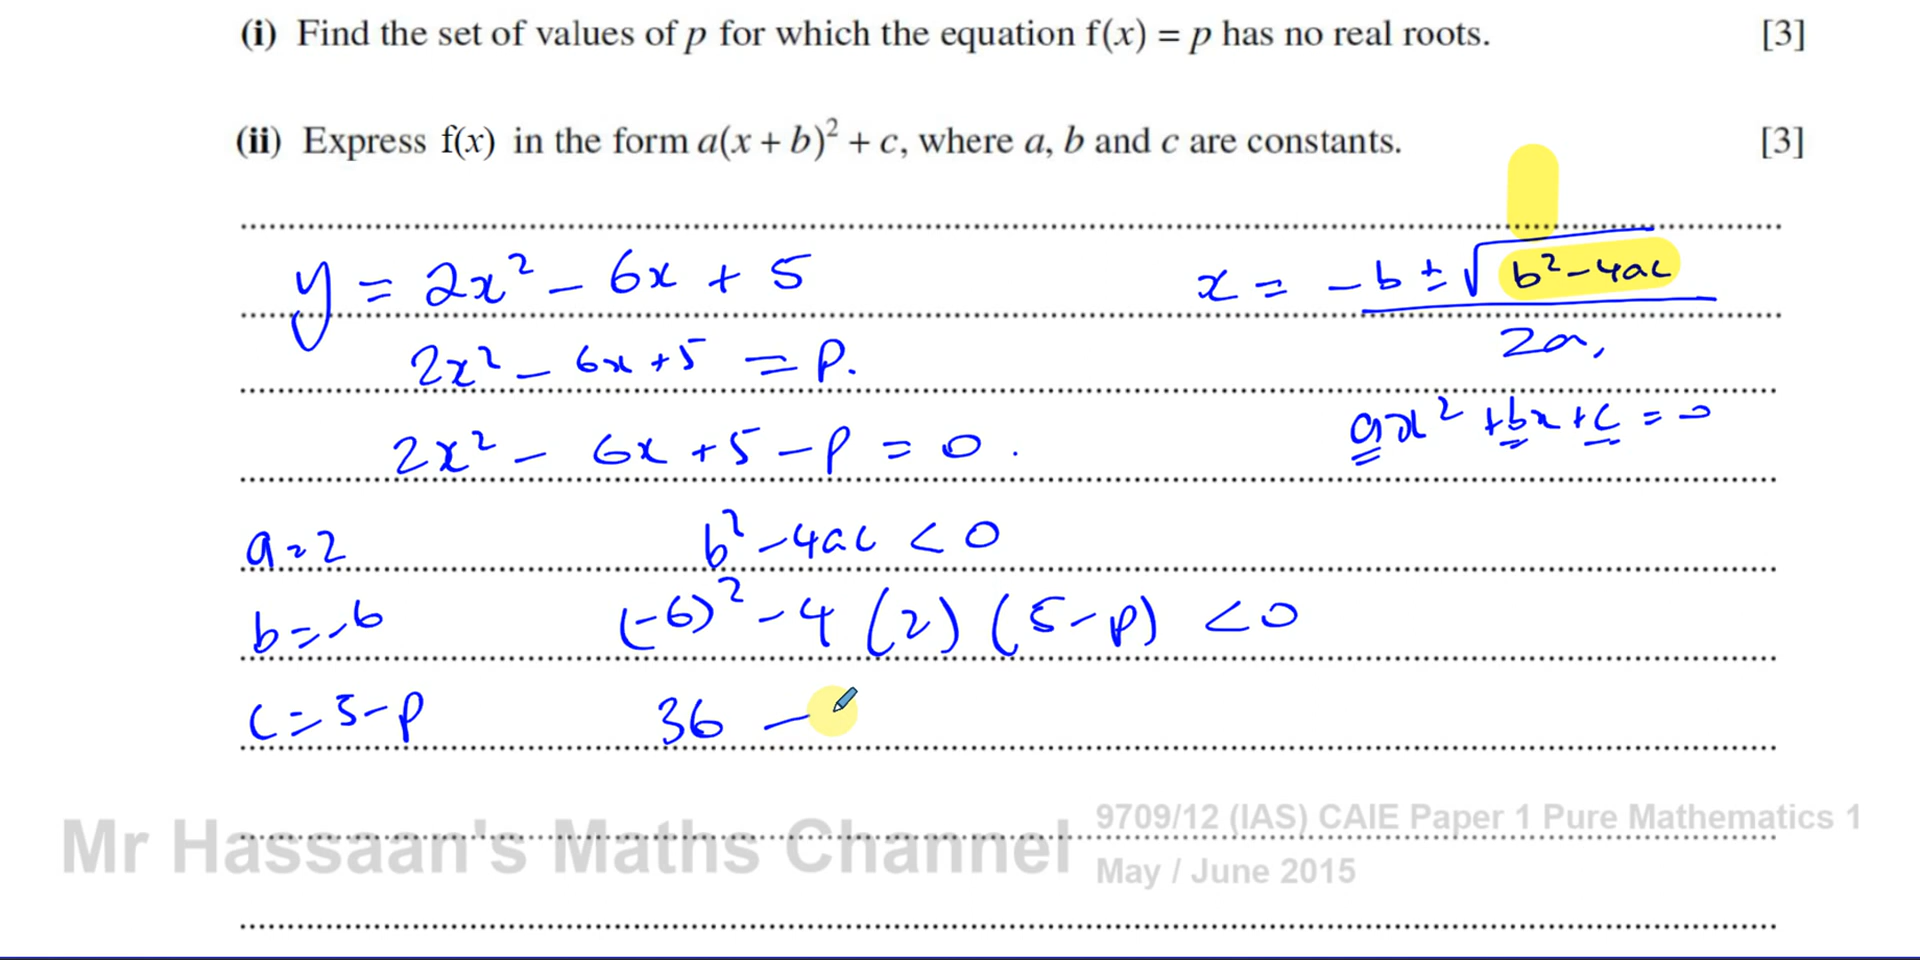 (i) Find the set of values of p for which the equation f(x) = p has no real roots. [3]
(ii) Express f(x) in the form a(x + b)² + c, where a, b and c are constants. [3]
y = 2x² - 6x + 5
x = -b ± √b² - 4ac
2a,
2x² - 6x + 5 = p.
ax² + bx + c = 0
2x² - 6x + 5 - p = 0.
a = 2 b² - 4ac < 0
b = -6 (-6)² - 4(2)(5 - p) < 0
c = 5 - p 36 -
Mr Hassaan's Maths Channel
9709/12 (IAS) CAIE Paper 1 Pure Mathematics 1
May / June 2015